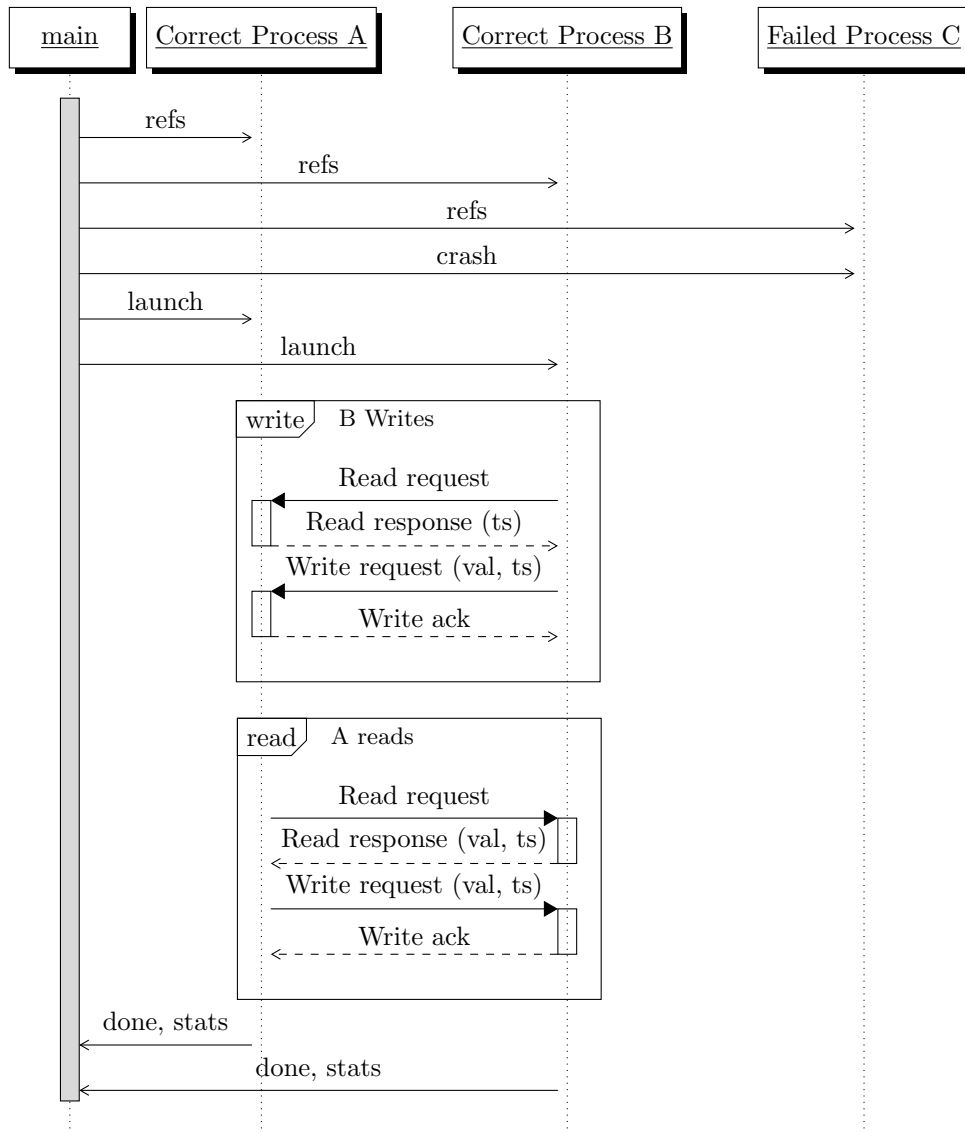 main
Correct Process A
Correct Process B
Failed Process C
refs
refs
refs
crash
launch
launch
write
B Writes
Read request
Read response (ts)
Write request (val, ts)
Write ack
read
A reads
Read request
Read response (val, ts)
Write request (val, ts)
Write ack
done, stats
done, stats